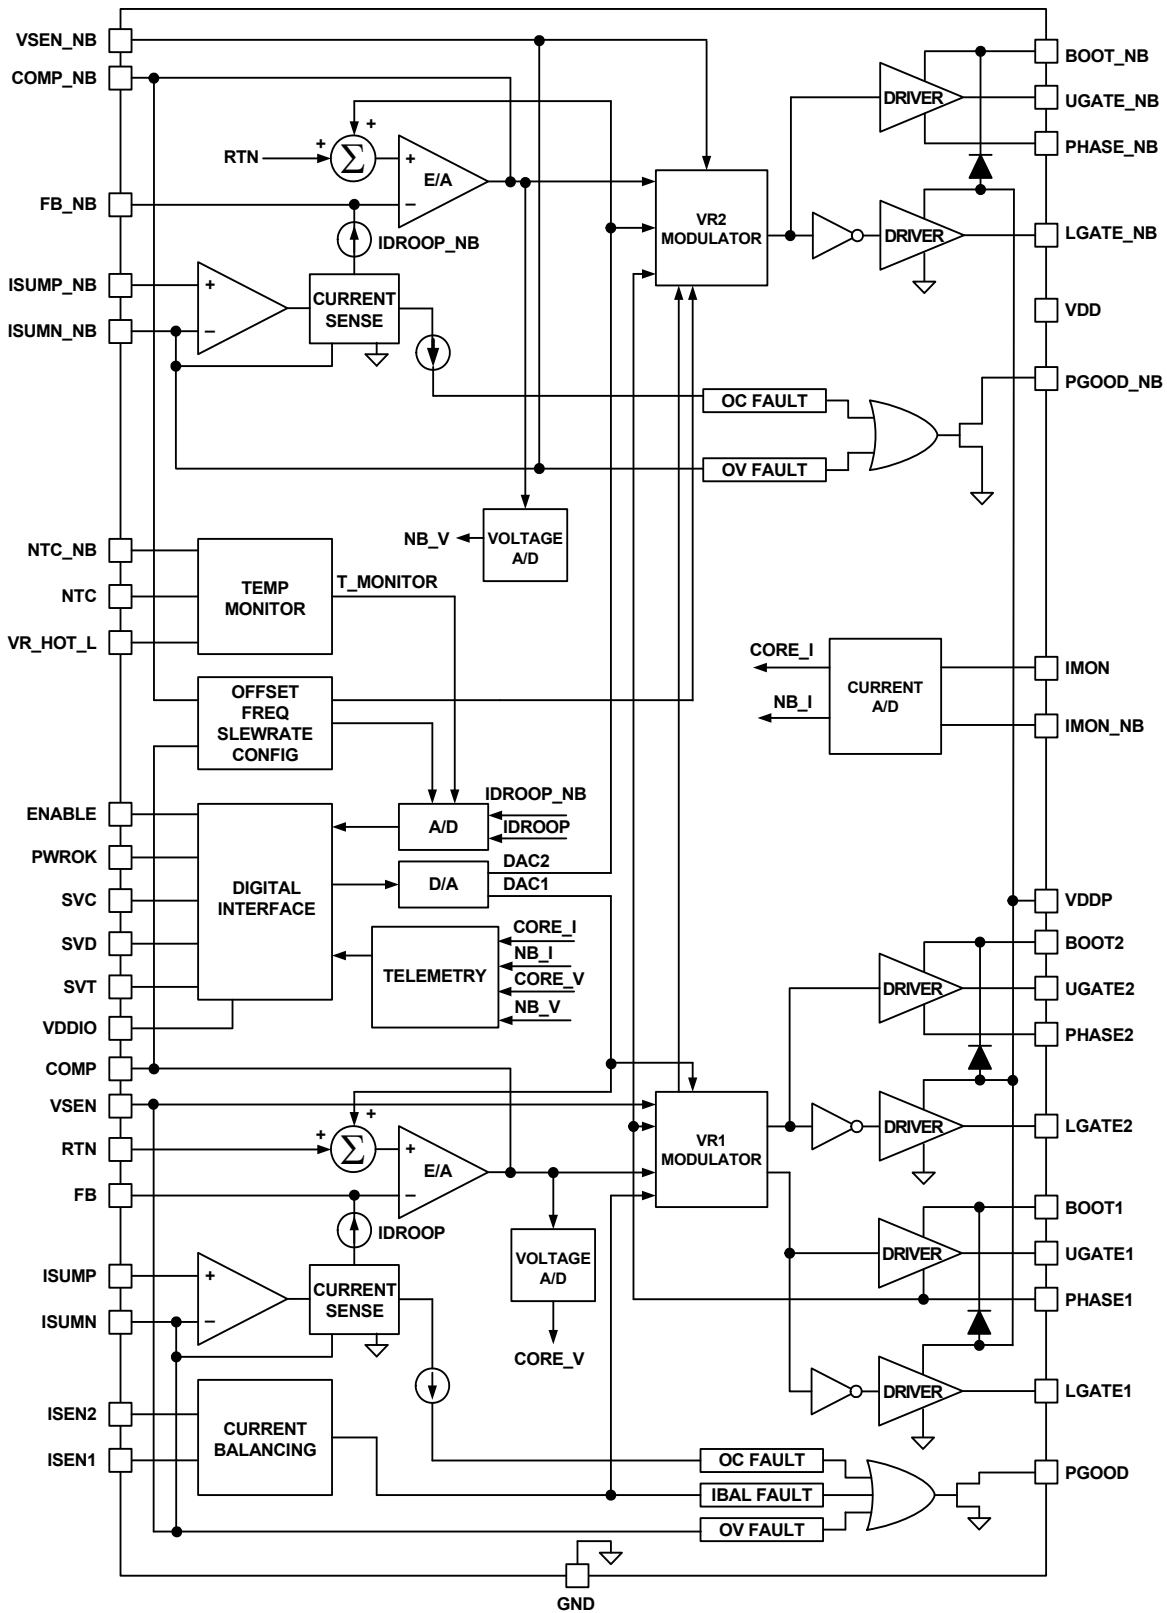 VSEN_NB
BOOT_NB
COMP_NB
DRIVER
UGATE_NB
+
+
RTN
Σ
+
E/A
−
PHASE_NB
FB_NB
IDROOP_NB
VR2
MODULATOR
DRIVER
LGATE_NB
ISUMP_NB
+
CURRENT
SENSE
ISUMN_NB
−
VDD
PGOOD_NB
OC FAULT
OV FAULT
NB_V
VOLTAGE
A/D
NTC_NB
NTC
VR_HOT_L
TEMP
MONITOR
T_MONITOR
CORE_I
NB_I
CURRENT
A/D
IMON
IMON_NB
OFFSET
FREQ
SLEWRATE
CONFIG
ENABLE
PWROK
SVC
SVD
SVT
VDDIO
DIGITAL
INTERFACE
A/D
IDROOP_NB
IDROOP
D/A
DAC2
DAC1
TELEMETRY
CORE_I
NB_I
CORE_V
NB_V
VDDP
BOOT2
DRIVER
UGATE2
PHASE2
COMP
VSEN
RTN
+
+
Σ
+
E/A
−
VR1
MODULATOR
DRIVER
LGATE2
FB
IDROOP
VOLTAGE
A/D
CORE_V
BOOT1
DRIVER
UGATE1
PHASE1
ISUMP
+
ISUMN
−
CURRENT
SENSE
DRIVER
LGATE1
ISEN2
ISEN1
CURRENT
BALANCING
OC FAULT
IBAL FAULT
OV FAULT
PGOOD
GND